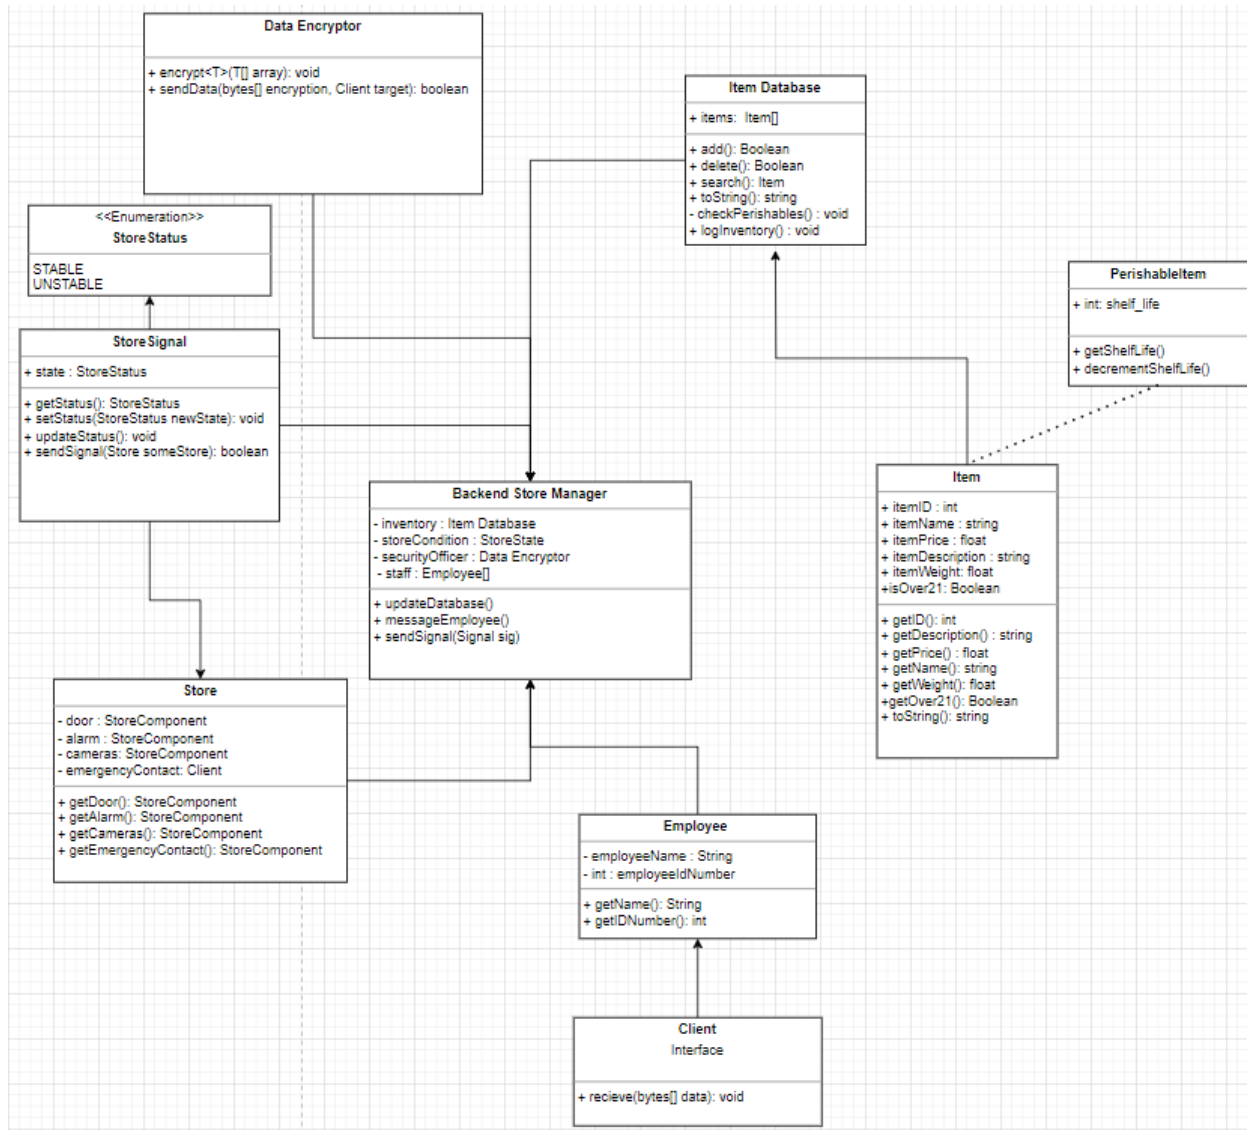 Data Encryptor
+ encrypt<T>(T[] array): void
+ sendData(bytes[] encryption, Client target): boolean
Item Database
+ items: Item[]
+ add(): Boolean
+ delete(): Boolean
+ search(): Item
+ toString(): string
- checkPerishables() : void
+ logInventory() : void
<<Enumeration>>
StoreStatus
STABLE
UNSTABLE
PerishableItem
+ int: shelf_life
+ getShelfLife()
+ decrementShelfLife()
StoreSignal
+ state : StoreStatus
+ getStatus(): StoreStatus
+ setStatus(StoreStatus newState): void
+ updateStatus(): void
+ sendSignal(Store someStore): boolean
Backend Store Manager
- inventory : Item Database
- storeCondition : StoreState
- securityOfficer : Data Encryptor
- staff : Employee[]
+ updateDatabase()
+ messageEmployee()
+ sendSignal(Signal sig)
Item
+ itemID : int
+ itemName : string
+ itemPrice : float
+ itemDescription : string
+ itemWeight: float
+isOver21: Boolean
+ getID(): int
+ getDescription() : string
+ getPrice() : float
+ getName(): string
+ getWeight(): float
+getOver21(): Boolean
+ toString(): string
Store
- door : StoreComponent
- alarm : StoreComponent
- cameras: StoreComponent
- emergencyContact: Client
+ getDoor(): StoreComponent
+ getAlarm(): StoreComponent
+ getCameras(): StoreComponent
+ getEmergencyContact(): StoreComponent
Employee
- employeeName : String
- int : employeeIdNumber
+ getName(): String
+ getIDNumber(): int
Client
Interface
+ recieve(bytes[] data): void